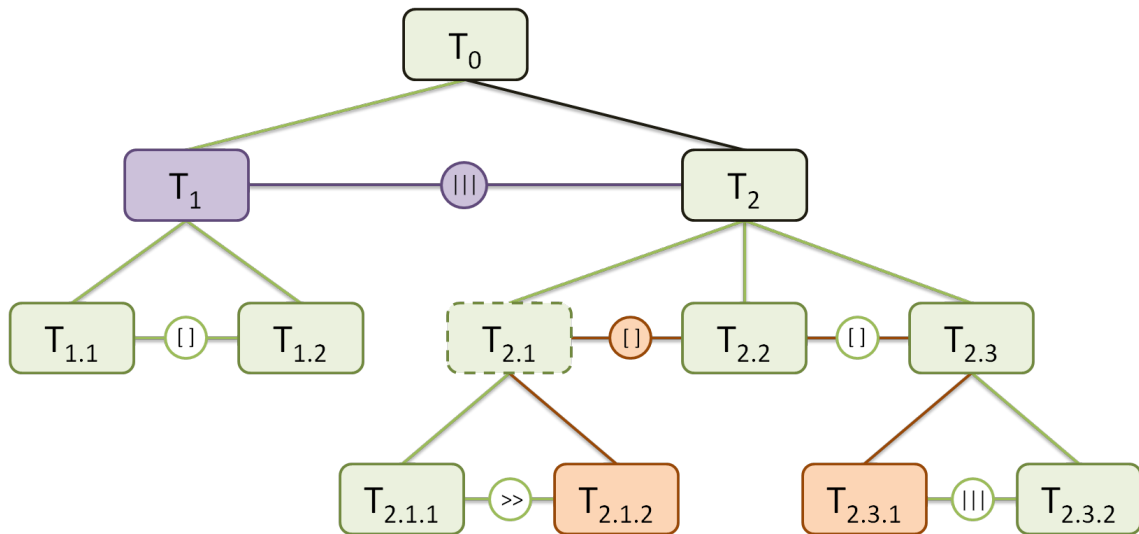 T0
T1 ||| T2
T1.1 [ ] T1.2 T2.1 [ ] T2.2 [ ] T2.3
T2.1.1 >> T2.1.2 T2.3.1 ||| T2.3.2